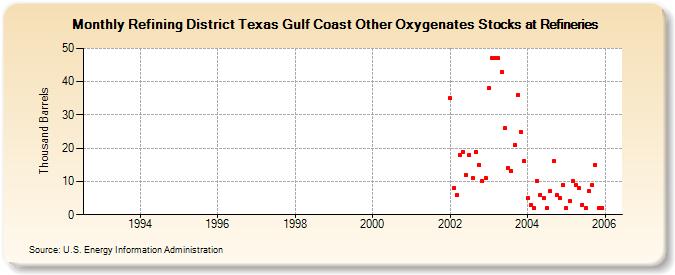 Monthly Refining District Texas Gulf Coast Other Oxygenates Stocks at Refineries
Thousand Barrels
50
40
30
20
10
0
1994 1996 1998 2000 2002 2004 2006
Source: U.S. Energy Information Administration